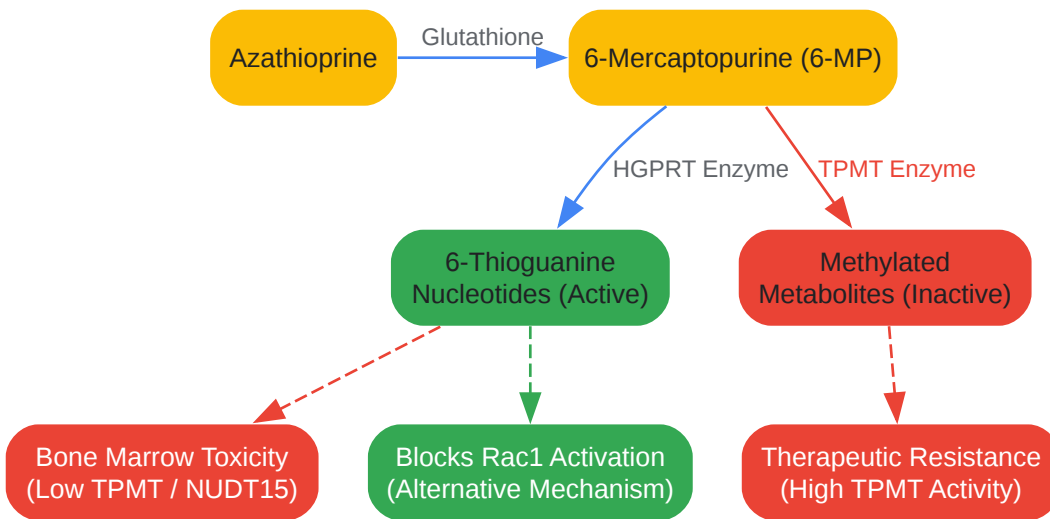 Glutathione
Azathioprine
6-Mercaptopurine (6-MP)
HGPRT Enzyme
TPMT Enzyme
6-Thioguanine
Nucleotides (Active)
Methylated
Metabolites (Inactive)
Bone Marrow Toxicity
(Low TPMT / NUDT15)
Blocks Rac1 Activation
(Alternative Mechanism)
Therapeutic Resistance
(High TPMT Activity)